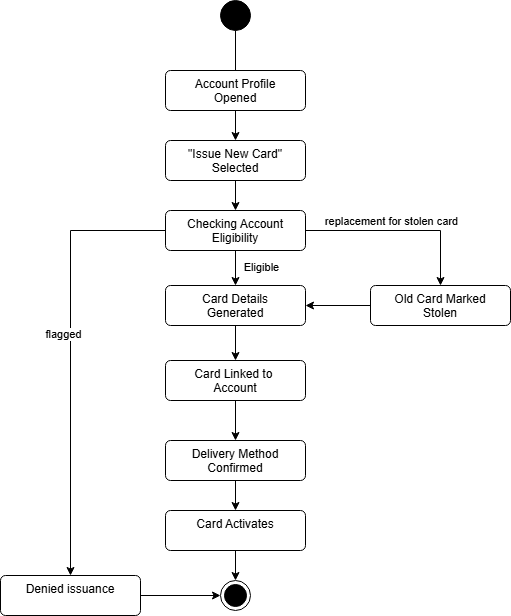 Account Profile
Opened
"Issue New Card"
Selected
Checking Account
Eligibility
replacement for stolen card
Eligible
Card Details
Generated
Old Card Marked
Stolen
flagged
Card Linked to
Account
Delivery Method
Confirmed
Card Activates
Denied issuance